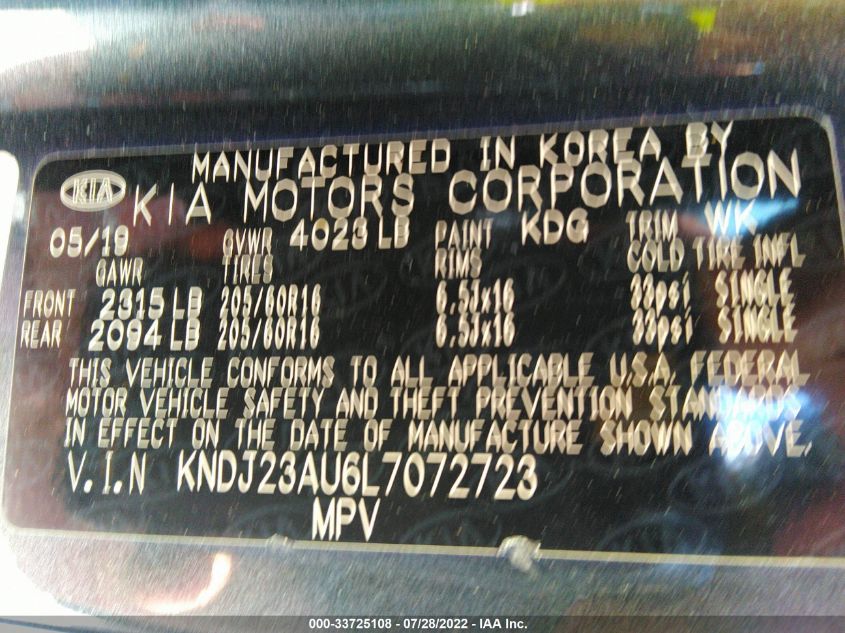 MANUFACTURED IN KOREA BY
KIA KIA MOTORS CORPORATION
05/19 GVWR 4023 LB PAINT KDG TRIM WK
GAWR TIRES RIMS COLD TIRE INFL
FRONT 2315 LB 205/60R16 6.5Jx16 33psi SINGLE
REAR 2094 LB 205/60R16 6.5Jx16 33psi SINGLE
THIS VEHICLE CONFORMS TO ALL APPLICABLE U.S.A. FEDERAL
MOTOR VEHICLE SAFETY AND THEFT PREVENTION STANDARDS
IN EFFECT ON THE DATE OF MANUFACTURE SHOWN ABOVE.
V.I.N KNDJ23AU6L7072723
MPV
000-33725108 - 07/28/2022 - IAA Inc.